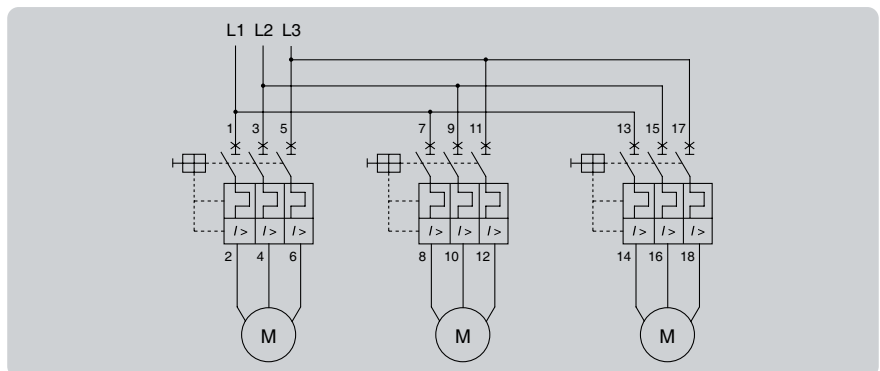 L1 L2 L3
1 3 5 7 9 11 13 15 17
I > I > I > I > I > I > I > I > I >
2 4 6 8 10 12 14 16 18
M M M